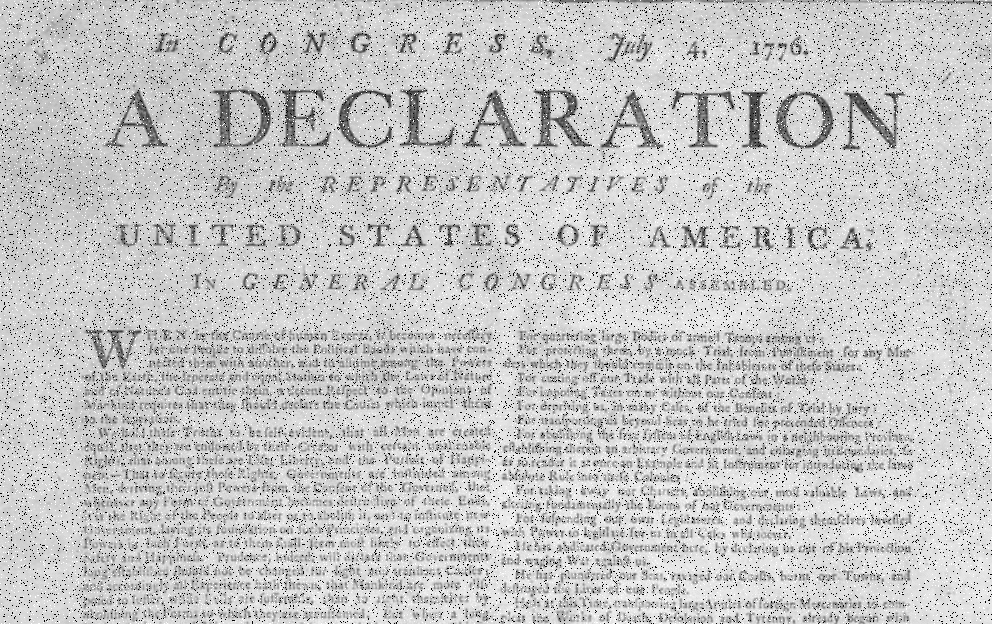 In CONGRESS, July 4, 1776.
A DECLARATION
By the REPRESENTATIVES of the
UNITED STATES OF AMERICA,
IN GENERAL CONGRESS ASSEMBLED.
WHEN in the Course of human Events, it becomes necessary
for one People to dissolve the Political Bands which have con-
nected them with another, and to assume among the Powers
of the Earth, the separate and equal Station to which the Laws of Nature
and of Nature's God entitle them, a decent Respect to the Opinions of
Mankind requires that they should declare the Causes which impel them
to the Separation.
We hold these Truths to be self-evident, that all Men are created
equal, that they are endowed by their Creator with certain unalienable
Rights, that among these are Life, Liberty, and the Pursuit of Happi-
ness--That to secure these Rights, Governments are instituted among
Men, deriving their just Powers from the Consent of the Governed, that
whenever any Form of Government becomes destructive of these Ends,
it is the Right of the People to alter or to abolish it, and to institute new
Government, laying its Foundation on such Principles, and organizing its
Powers in such Form, as to them shall seem most likely to effect their
Safety and Happiness. Prudence, indeed, will dictate that Governments
long established should not be changed for light and transient Causes;
and accordingly all Experience hath shewn, that Mankind are more dis-
posed to suffer, while Evils are sufferable, than to right themselves by
abolishing the Forms to which they are accustomed. But when a long
For quartering large Bodies of armed Troops among us:
For protecting them, by a mock Trial, from Punishment for any Mur-
ders which they should commit on the Inhabitants of these States:
For cutting off our Trade with all Parts of the World:
For imposing Taxes on us without our Consent:
For depriving us, in many Cases, of the Benefits of Trial by Jury:
For transporting us beyond Seas to be tried for pretended Offences:
For abolishing the free System of English Laws in a neighbouring Province,
establishing therein an arbitrary Government, and enlarging its Boundaries, so
as to render it at once an Example and fit Instrument for introducing the same
absolute Rule into these Colonies:
For taking away our Charters, abolishing our most valuable Laws, and
altering fundamentally the Forms of our Governments:
For suspending our own Legislatures, and declaring themselves invested
with Power to legislate for us in all Cases whatsoever.
He has abdicated Government here, by declaring us out of his Protection
and waging War against us.
He has plundered our Seas, ravaged our Coasts, burnt our Towns, and
destroyed the Lives of our People.
He is, at this Time, transporting large Armies of foreign Mercenaries to com-
pleat the Works of Death, Desolation and Tyranny, already begun with